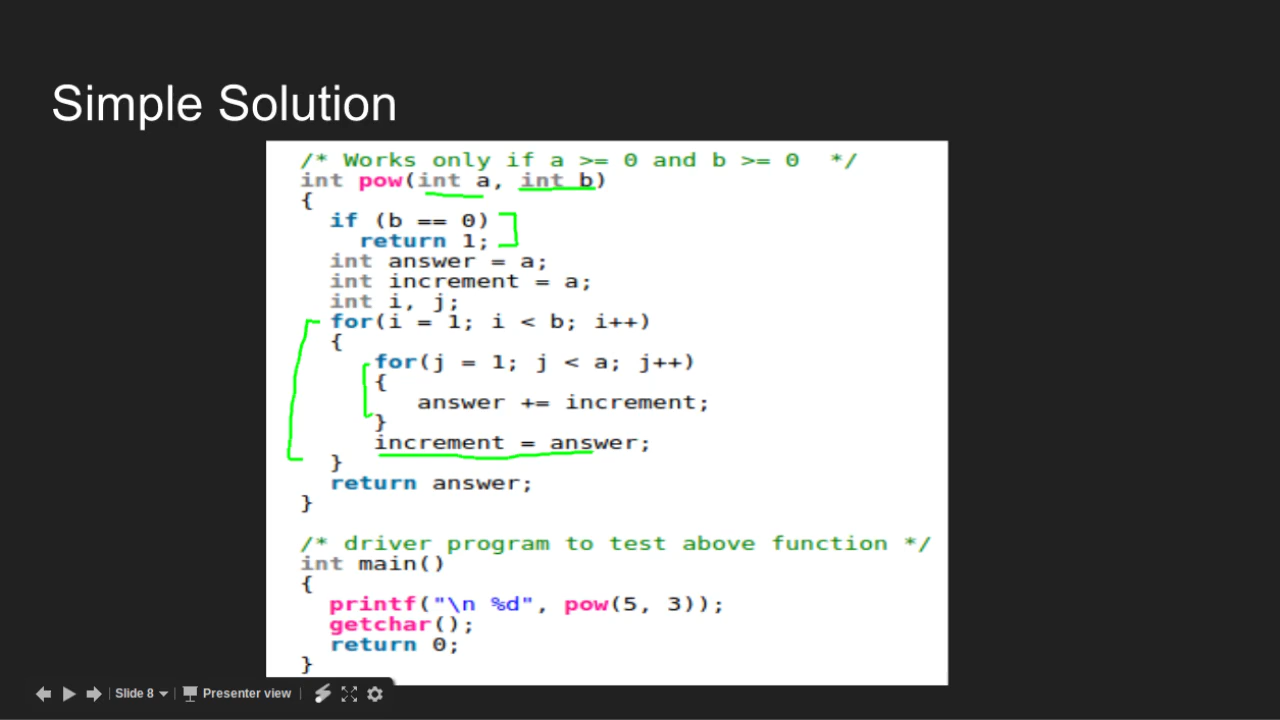 Simple Solution
/* Works only if a >= 0 and b >= 0  */
int pow(int a, int b)
{
  if (b == 0)
    return 1;
  int answer = a;
  int increment = a;
  int i, j;
  for(i = 1; i < b; i++)
  {
     for(j = 1; j < a; j++)
     {
        answer += increment;
     }
     increment = answer;
  }
  return answer;
}
/* driver program to test above function */
int main()
{
  printf("\n %d", pow(5, 3));
  getchar();
  return 0;
}
Slide 8 Presenter view